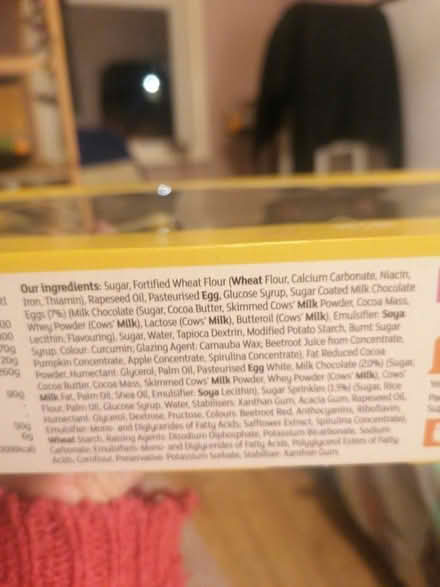 Our ingredients: Sugar, Fortified Wheat Flour (Wheat Flour, Calcium Carbonate, Niacin,
Iron, Thiamin), Rapeseed Oil, Pasteurised Egg, Glucose Syrup, Sugar Coated Milk Chocolate
Eggs (7%) (Milk Chocolate (Sugar, Cocoa Butter, Skimmed Cows' Milk Powder, Cocoa Mass,
Whey Powder (Cows' Milk), Lactose (Cows' Milk), Butteroil (Cows' Milk), Emulsifier: Soya
Lecithin; Flavouring), Sugar, Water, Tapioca Dextrin, Modified Potato Starch, Burnt Sugar
Syrup, Colour: Curcumin; Glazing Agent: Carnauba Wax; Beetroot Juice from Concentrate,
Pumpkin Concentrate, Apple Concentrate, Spirulina Concentrate), Fat Reduced Cocoa
Powder, Humectant: Glycerol; Palm Oil, Pasteurised Egg White, Milk Chocolate (2%) (Sugar,
Cocoa Butter, Cocoa Mass, Skimmed Cows' Milk Powder, Whey Powder (Cows' Milk), Cows'
Milk Fat, Palm Oil, Shea Oil, Emulsifier: Soya Lecithin), Sugar Sprinkles (1.5%) (Sugar, Rice
Flour, Palm Oil, Glucose Syrup, Water, Stabilisers: Xanthan Gum, Acacia Gum; Rapeseed Oil,
Humectant: Glycerol; Dextrose, Fructose, Colours: Beetroot Red, Anthocyanins, Riboflavin;
Emulsifier: Mono- and Diglycerides of Fatty Acids; Safflower Extract, Spirulina Concentrate),
Wheat Starch, Raising Agents: Disodium Diphosphate, Potassium Bicarbonate, Sodium
Carbonate; Emulsifiers: Mono- and Diglycerides of Fatty Acids, Polyglycerol Esters of Fatty
Acids; Cornflour, Preservative: Potassium Sorbate; Stabiliser: Xanthan Gum.